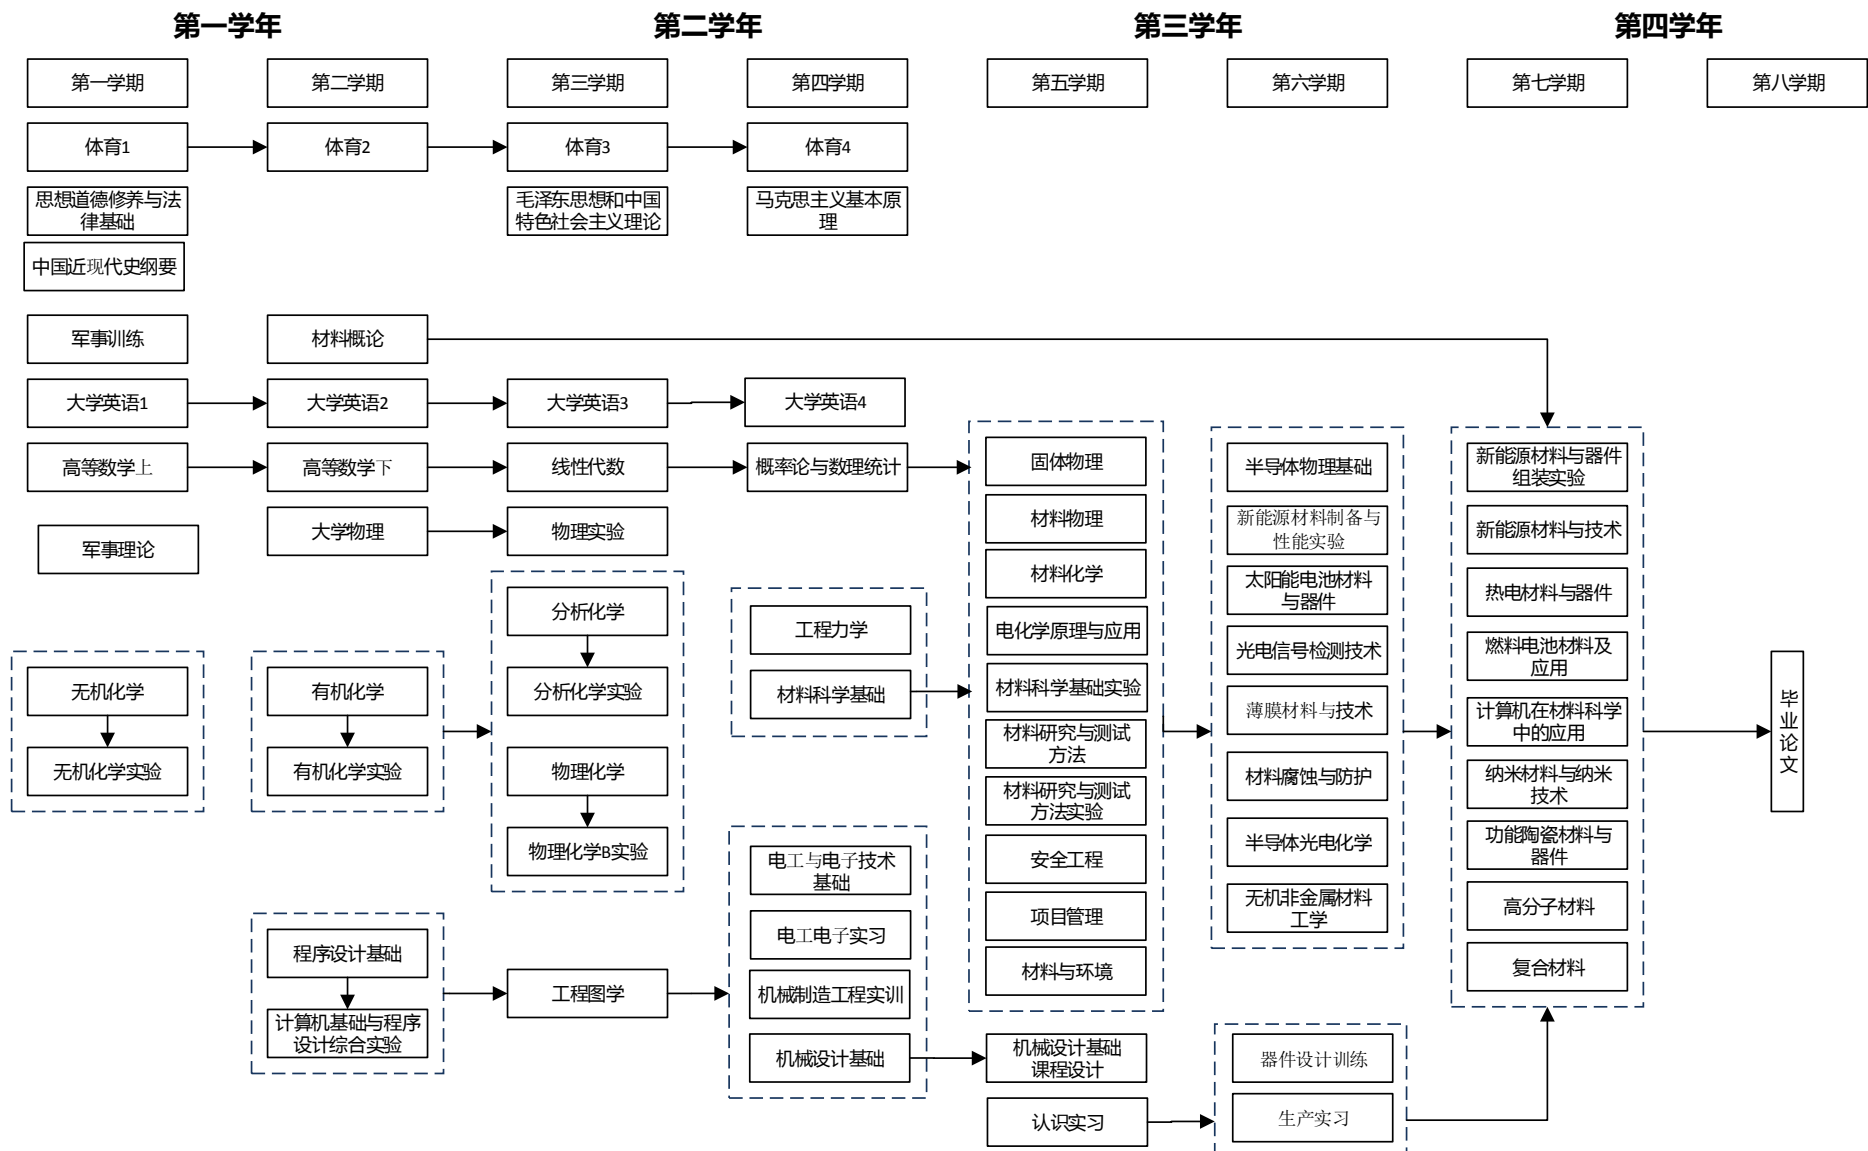 第一学年
第二学年
第三学年
第四学年
第一学期
第二学期
第三学期
第四学期
第五学期
第六学期
第七学期
第八学期
体育1
体育2
体育3
体育4
思想道德修养与法
律基础
毛泽东思想和中国
特色社会主义理论
马克思主义基本原
理
中国近现代史纲要
军事训练
材料概论
大学英语1
大学英语2
大学英语3
大学英语4
高等数学上
高等数学下
线性代数
概率论与数理统计
军事理论
大学物理
物理实验
无机化学
无机化学实验
有机化学
有机化学实验
分析化学
分析化学实验
物理化学
物理化学B实验
程序设计基础
计算机基础与程序
设计综合实验
工程图学
工程力学
材料科学基础
电工与电子技术
基础
电工电子实习
机械制造工程实训
机械设计基础
固体物理
材料物理
材料化学
电化学原理与应用
材料科学基础实验
材料研究与测试
方法
材料研究与测试
方法实验
安全工程
项目管理
材料与环境
机械设计基础
课程设计
认识实习
半导体物理基础
新能源材料制备与
性能实验
太阳能电池材料
与器件
光电信号检测技术
薄膜材料与技术
材料腐蚀与防护
半导体光电化学
无机非金属材料
工学
器件设计训练
生产实习
新能源材料与器件
组装实验
新能源材料与技术
热电材料与器件
燃料电池材料及
应用
计算机在材料科学
中的应用
纳米材料与纳米
技术
功能陶瓷材料与
器件
高分子材料
复合材料
毕业论文